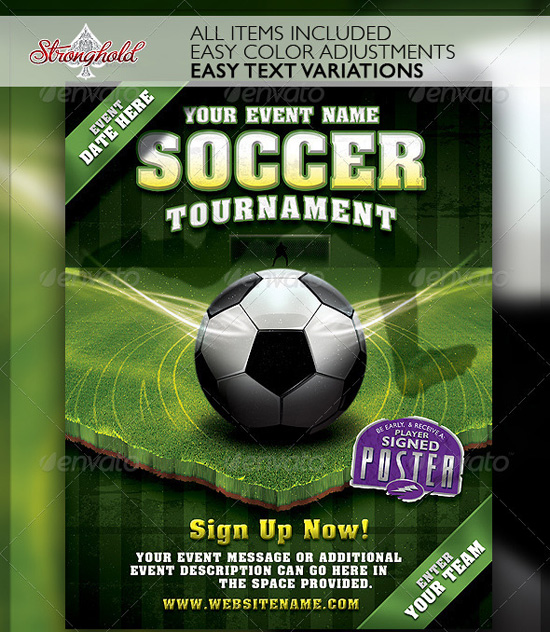 Stronghold
ALL ITEMS INCLUDED
EASY COLOR ADJUSTMENTS
EASY TEXT VARIATIONS
EVENT
DATE HERE
YOUR EVENT NAME
SOCCER
TOURNAMENT
BE EARLY, & RECEIVE A
PLAYER
SIGNED
POSTER
Sign Up Now!
YOUR EVENT MESSAGE OR ADDITIONAL
EVENT DESCRIPTION CAN GO HERE IN
THE SPACE PROVIDED.
WWW.WEBSITENAME.COM
ENTER
YOUR TEAM
envato